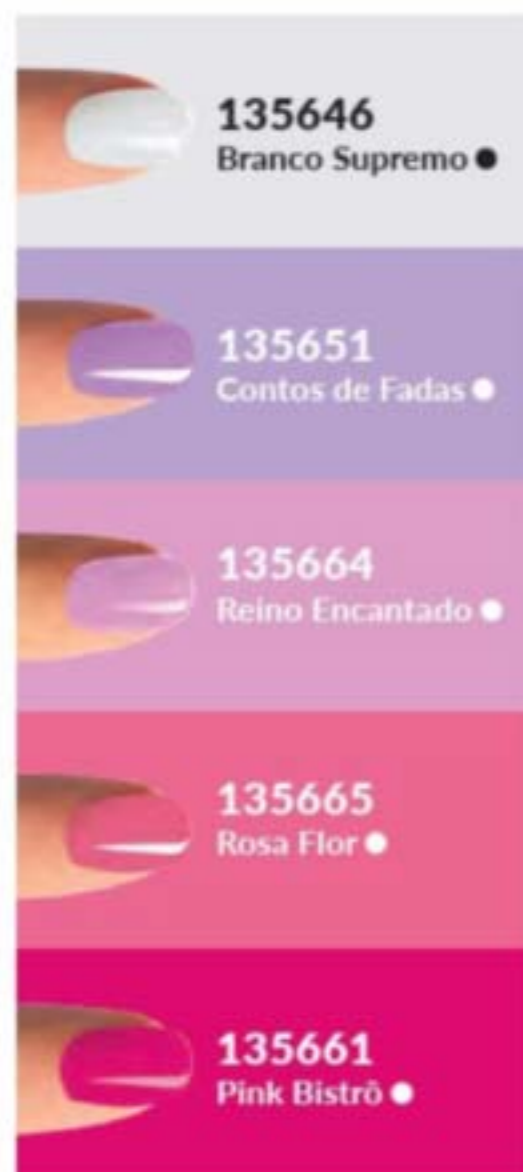 135646
Branco Supremo
135651
Contos de Fadas
135664
Reino Encantado
135665
Rosa Flor
135661
Pink Bistrô